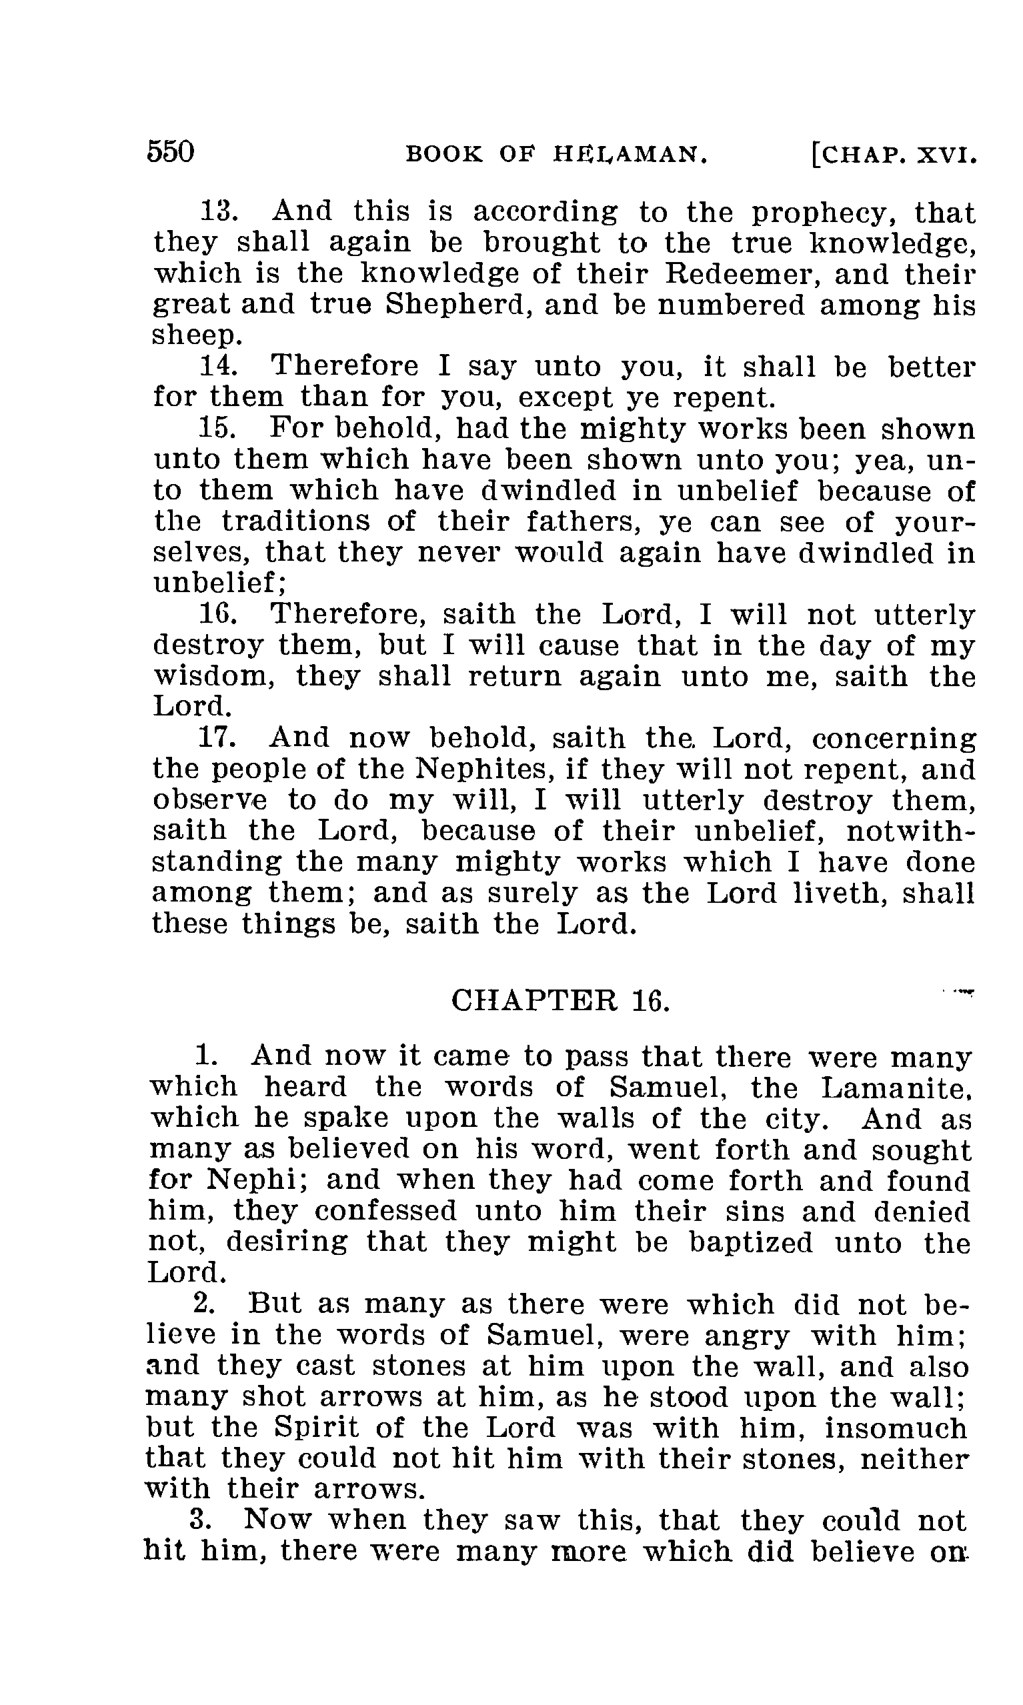 550 BOOK OF HELAMAN. [CHAP. XVI.
13. And this is according to the prophecy, that
they shall again be brought to the true knowledge,
which is the knowledge of their Redeemer, and their
great and true Shepherd, and be numbered among his
sheep.
14. Therefore I say unto you, it shall be better
for them than for you, except ye repent.
15. For behold, had the mighty works been shown
unto them which have been shown unto you; yea, un-
to them which have dwindled in unbelief because of
the traditions of their fathers, ye can see of your-
selves, that they never would again have dwindled in
unbelief;
16. Therefore, saith the Lord, I will not utterly
destroy them, but I will cause that in the day of my
wisdom, they shall return again unto me, saith the
Lord.
17. And now behold, saith the Lord, concerning
the people of the Nephites, if they will not repent, and
observe to do my will, I will utterly destroy them,
saith the Lord, because of their unbelief, notwith-
standing the many mighty works which I have done
among them; and as surely as the Lord liveth, shall
these things be, saith the Lord.
CHAPTER 16.
1. And now it came to pass that there were many
which heard the words of Samuel, the Lamanite,
which he spake upon the walls of the city. And as
many as believed on his word, went forth and sought
for Nephi; and when they had come forth and found
him, they confessed unto him their sins and denied
not, desiring that they might be baptized unto the
Lord.
2. But as many as there were which did not be-
lieve in the words of Samuel, were angry with him;
and they cast stones at him upon the wall, and also
many shot arrows at him, as he stood upon the wall;
but the Spirit of the Lord was with him, insomuch
that they could not hit him with their stones, neither
with their arrows.
3. Now when they saw this, that they could not
hit him, there were many more which did believe on